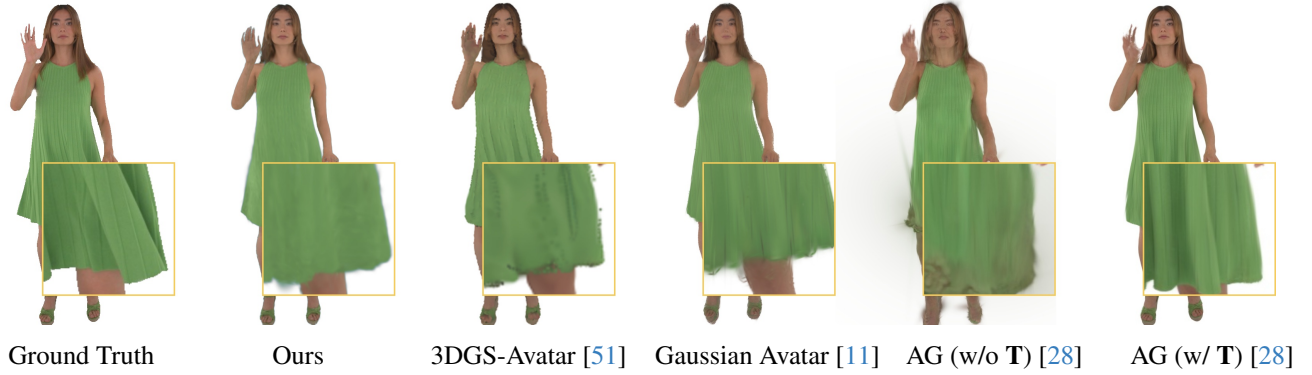 Ground Truth
Ours
3DGS-Avatar [51]
Gaussian Avatar [11]
AG (w/o T) [28]
AG (w/ T) [28]